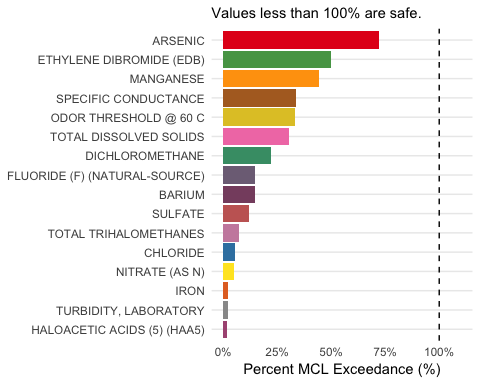 Values less than 100% are safe.
ARSENIC
ETHYLENE DIBROMIDE (EDB)
MANGANESE
SPECIFIC CONDUCTANCE
ODOR THRESHOLD @ 60 C
TOTAL DISSOLVED SOLIDS
DICHLOROMETHANE
FLUORIDE (F) (NATURAL-SOURCE)
BARIUM
SULFATE
TOTAL TRIHALOMETHANES
CHLORIDE
NITRATE (AS N)
IRON
TURBIDITY, LABORATORY
HALOACETIC ACIDS (5) (HAA5)
0% 25% 50% 75% 100%
Percent MCL Exceedance (%)